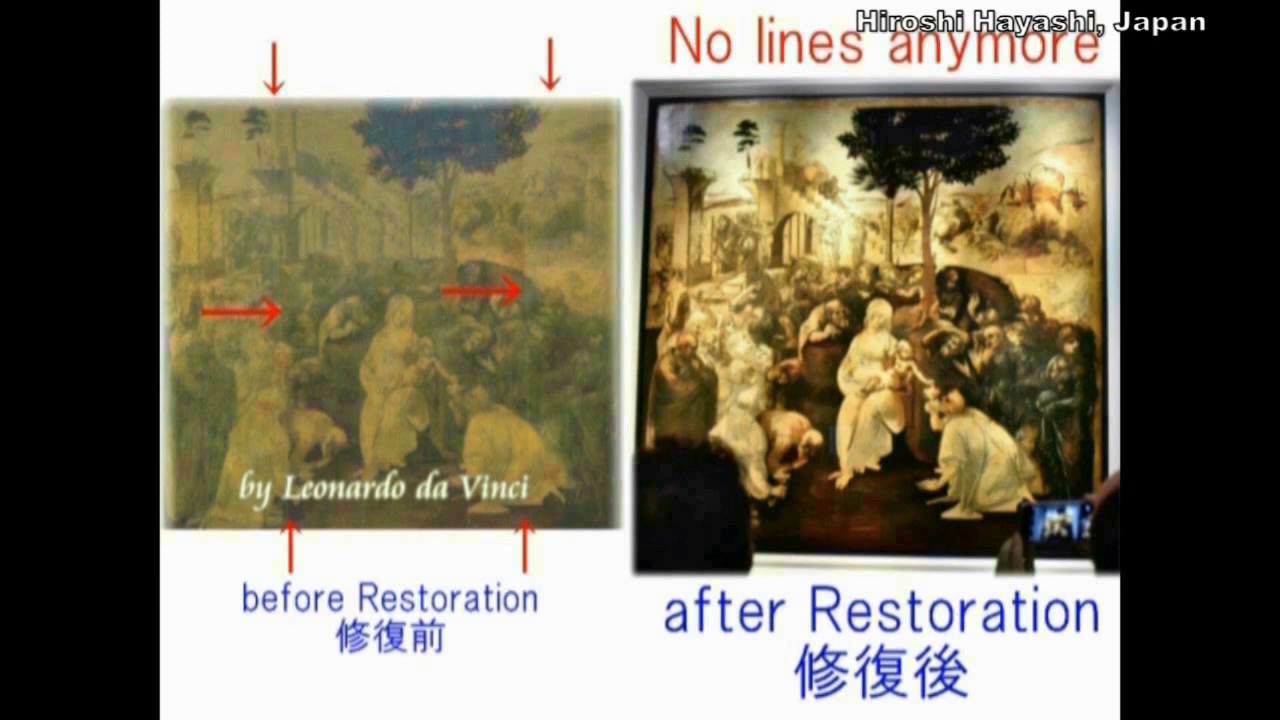 Hiroshi Hayashi, Japan
No lines anymore
by Leonardo da Vinci
before Restoration
修復前
after Restoration
修復後